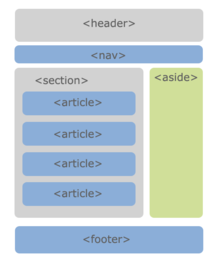 <header>
<nav>
<section>
<article>
<article>
<article>
<article>
<aside>
<footer>